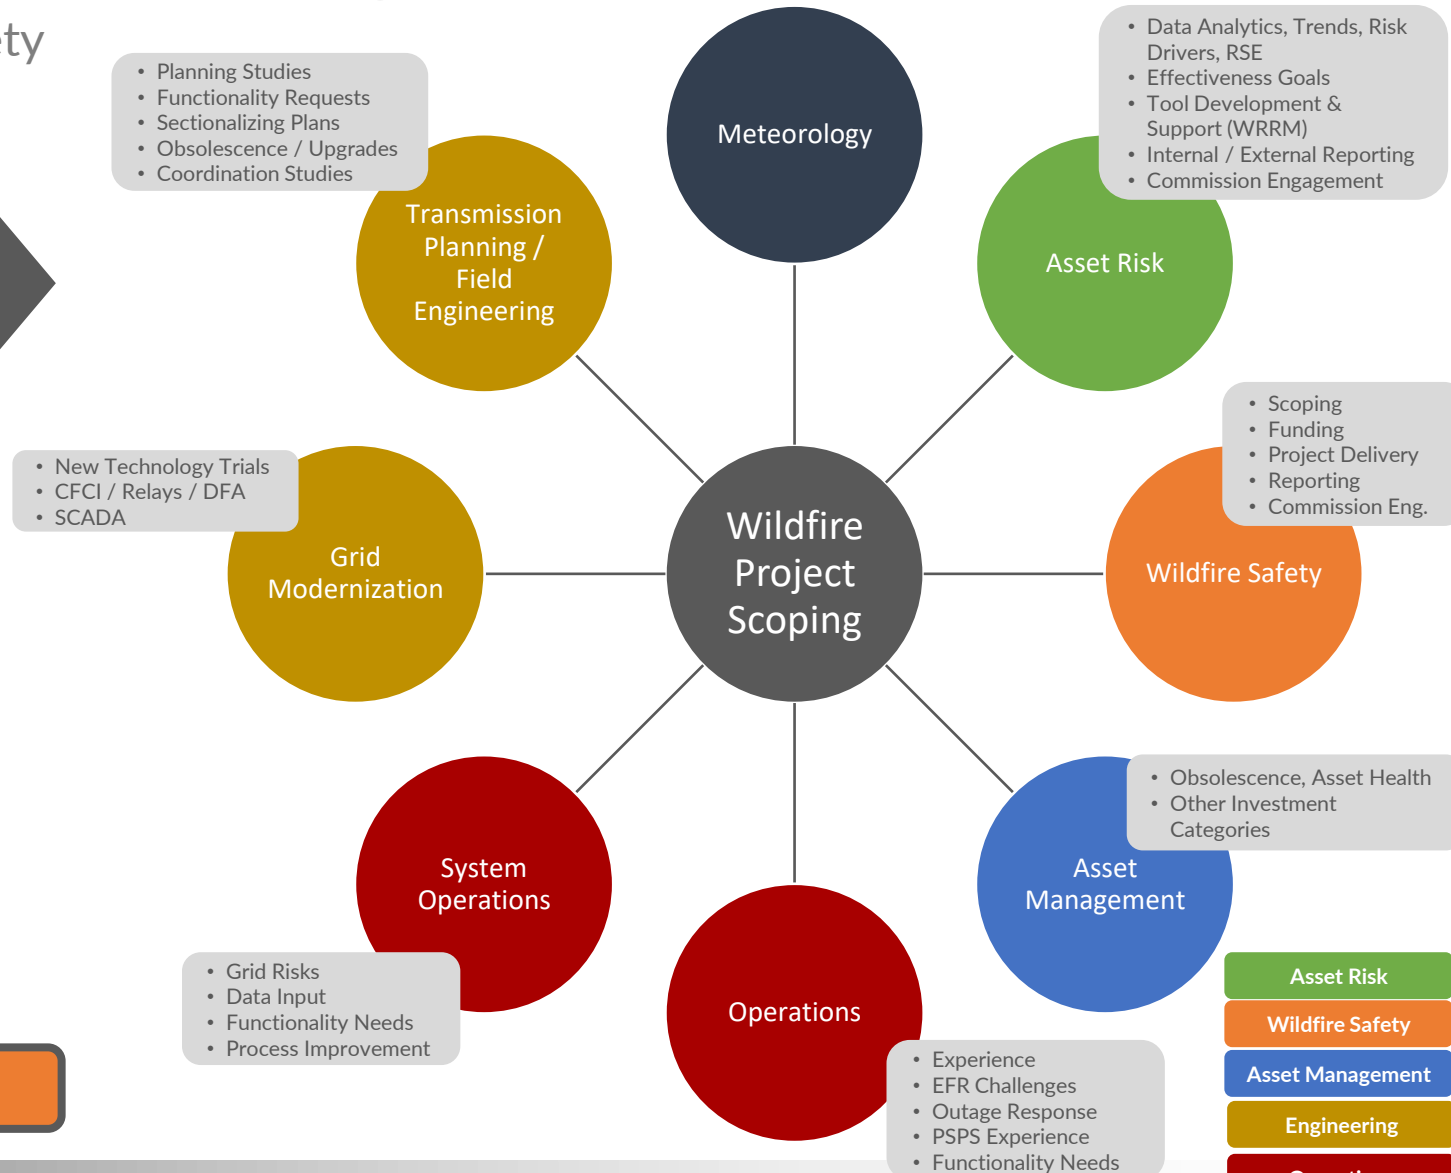 • Planning Studies
• Functionality Requests
• Sectionalizing Plans
• Obsolescence / Upgrades
• Coordination Studies
Transmission
Planning /
Field
Engineering
Meteorology
• Data Analytics, Trends, Risk
Drivers, RSE
• Effectiveness Goals
• Tool Development &
Support (WRRM)
• Internal / External Reporting
• Commission Engagement
Asset Risk
• Scoping
• Funding
• Project Delivery
• Reporting
• Commission Eng.
Wildfire Safety
• New Technology Trials
• CFCI / Relays / DFA
• SCADA
Grid
Modernization
Wildfire
Project
Scoping
• Obsolescence, Asset Health
• Other Investment
Categories
Asset
Management
System
Operations
• Grid Risks
• Data Input
• Functionality Needs
• Process Improvement
Operations
• Experience
• EFR Challenges
• Outage Response
• PSPS Experience
• Functionality Needs
Asset Risk
Wildfire Safety
Asset Management
Engineering